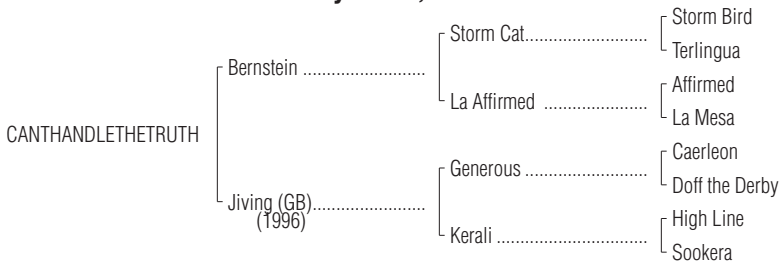 Storm Bird
Storm Cat..............................
Terlingua
Bernstein ..............................
Affirmed
La Affirmed .........................
La Mesa
CANTHANDLETHETRUTH
Caerleon
Generous ..............................
Doff the Derby
Jiving (GB)...........................
(1996)
High Line
Kerali .....................................
Sookera